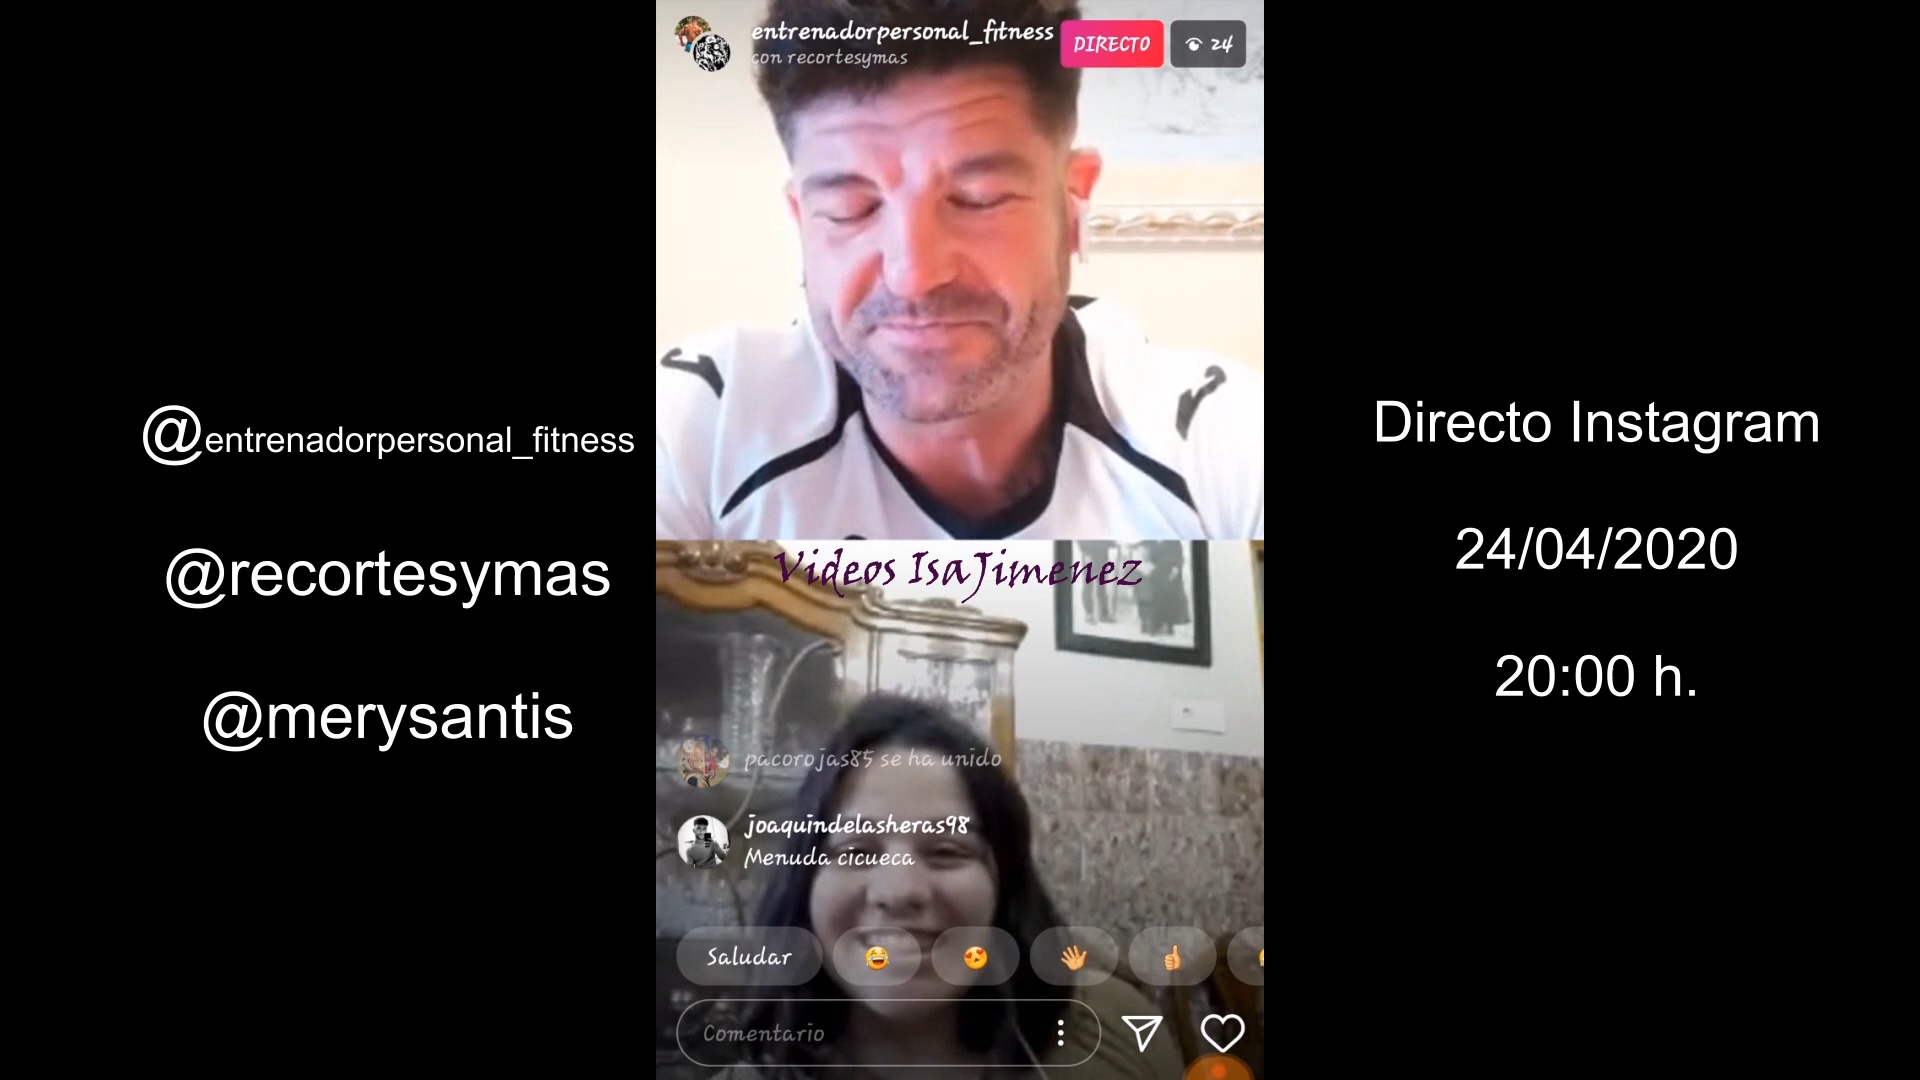 entrenadorpersonal_fitness
con recortesymas
DIRECTO
24
@entrenadorpersonal_fitness
@recortesymas
@merysantis
Videos IsaJimenez
pacorojas85 se ha unido
joaquindelasheras98
Menuda cicueca
Saludar
Comentario
Directo Instagram
24/04/2020
20:00 h.